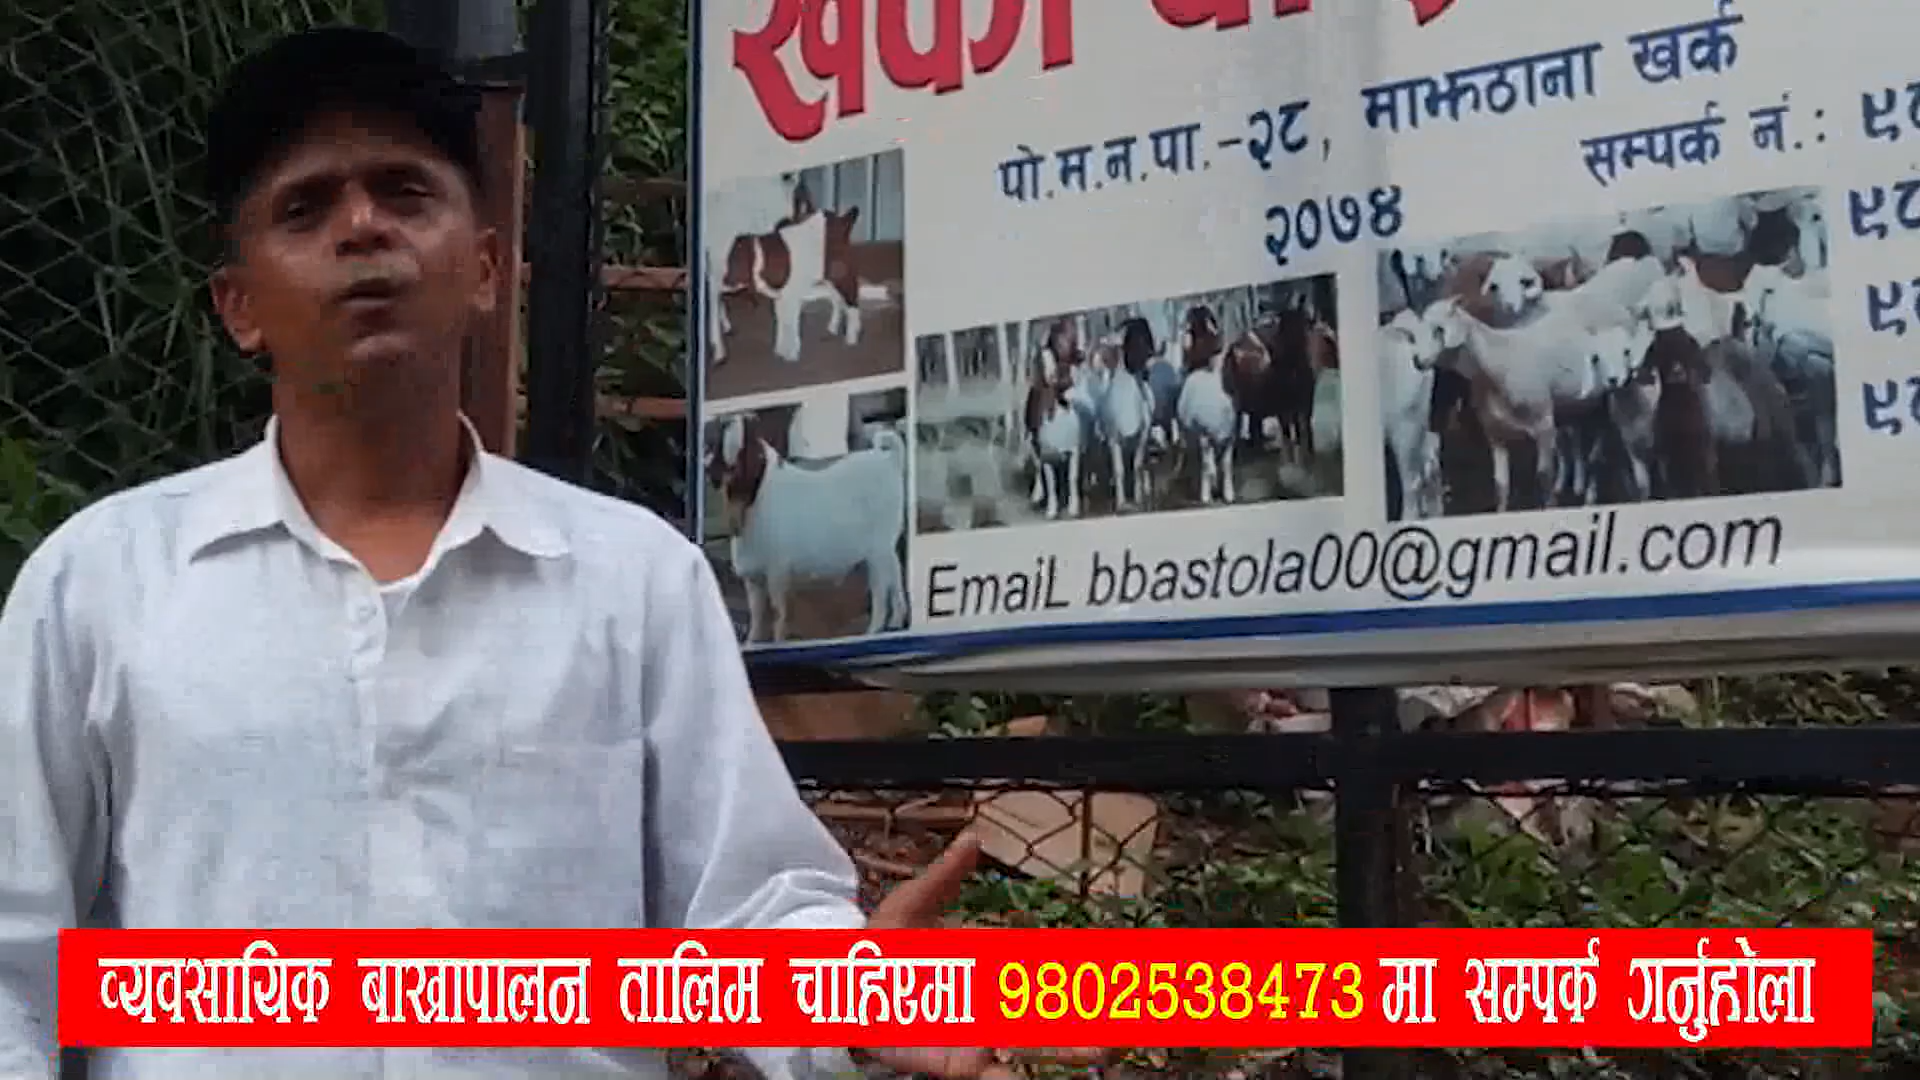 पो.म.न.पा.-२८, माझठाना खर्क
२०७४
सम्पर्क नं.:
EmaiL bbastola00@gmail.com
व्यवसायिक बाख्रापालन तालिम चाहिएमा 9802538473 मा सम्पर्क गर्नुहोला